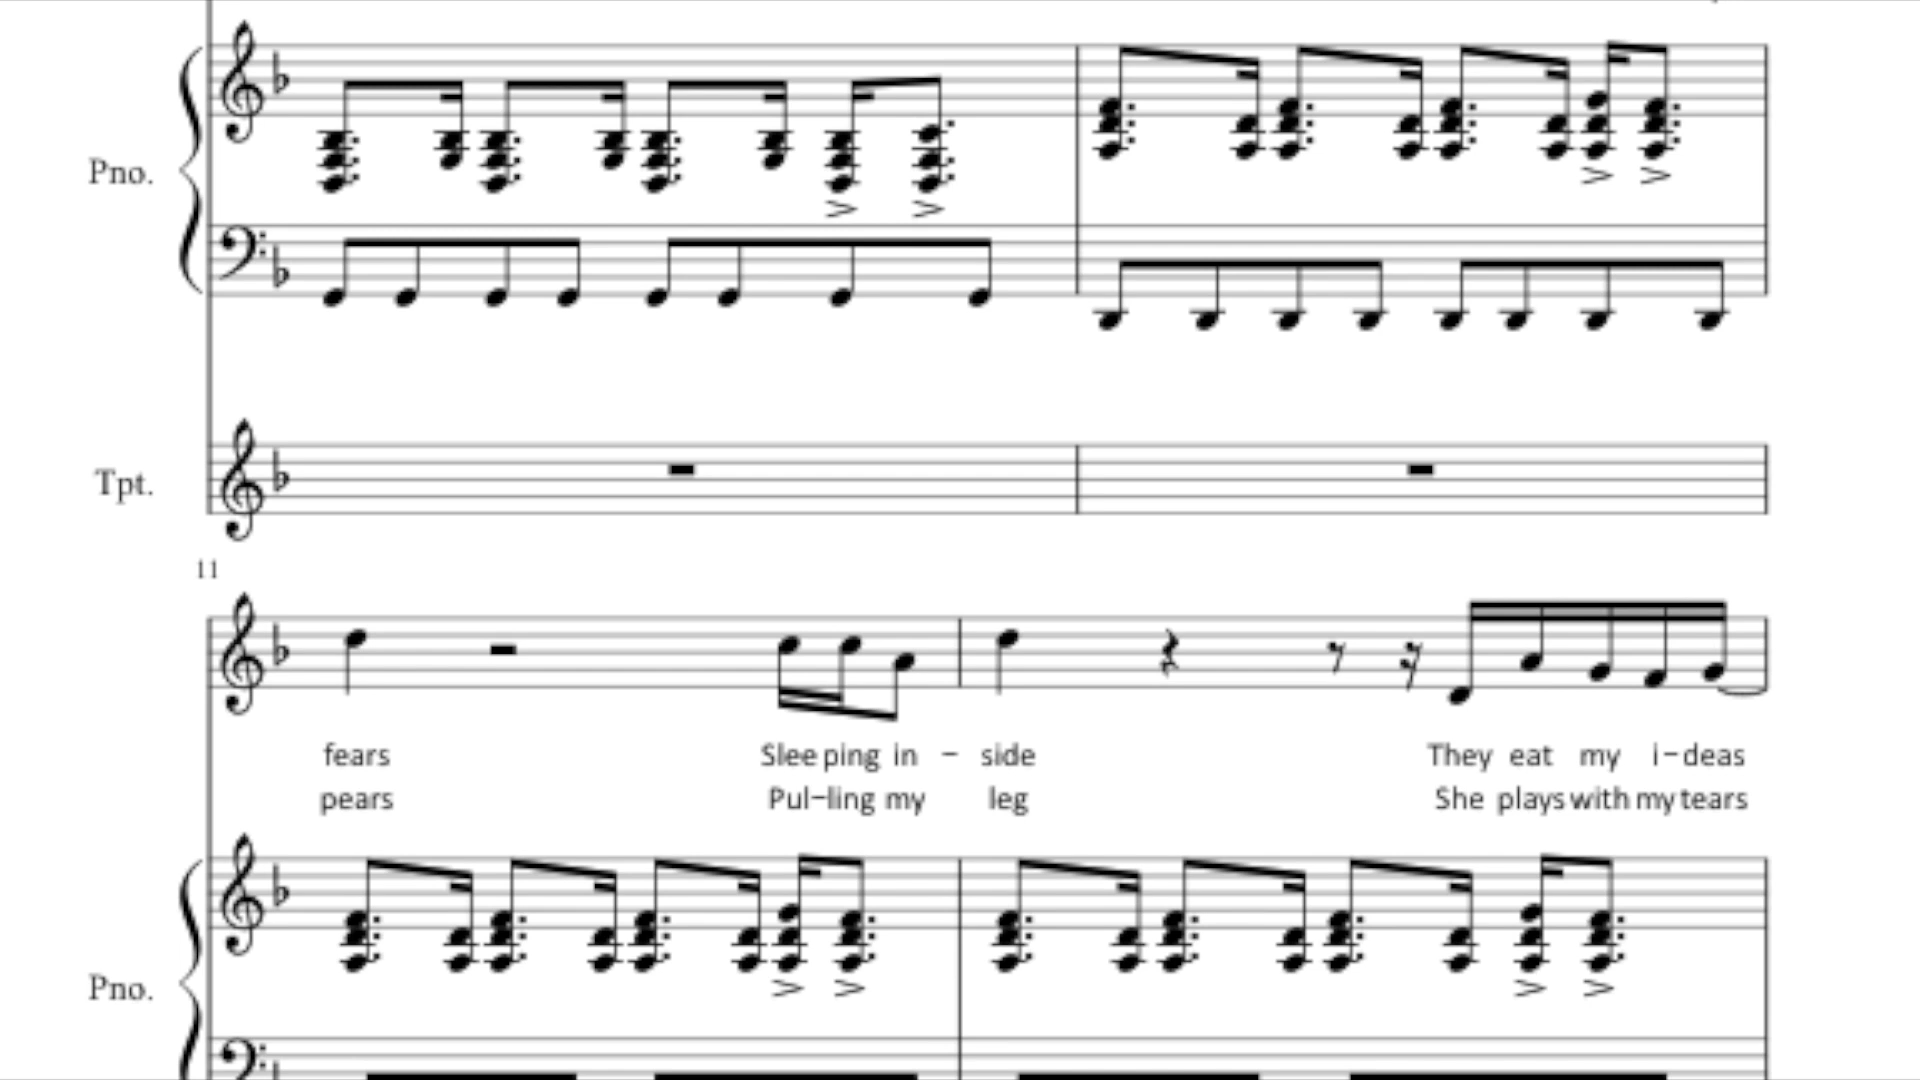 Pno.
Tpt.
11
fears Slee ping in - side They eat my i-deas
pears Pul-ling my leg She plays with my tears
Pno.